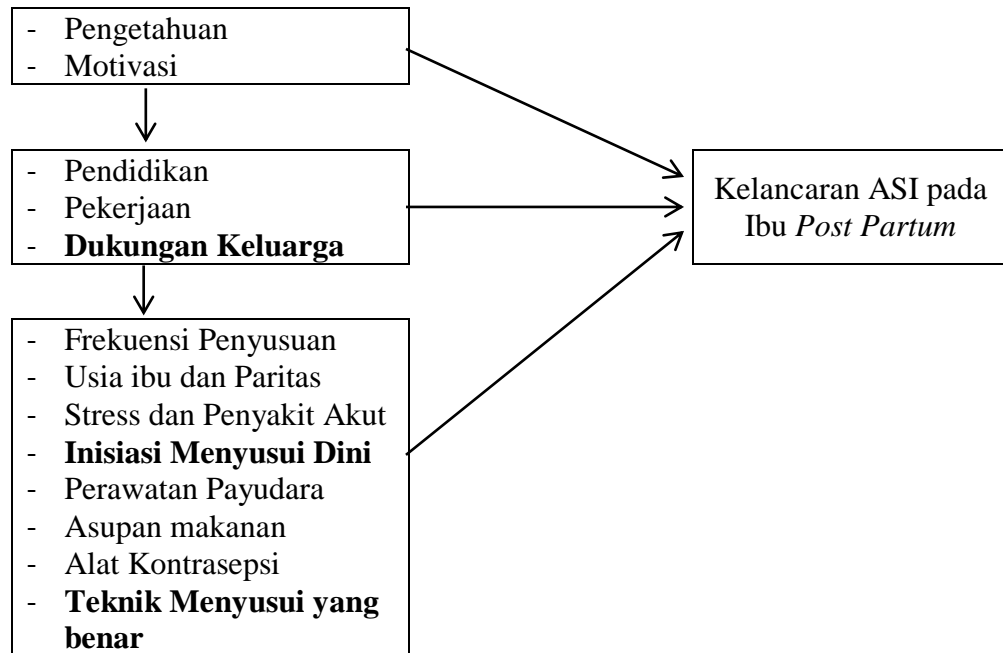 - Pengetahuan
- Motivasi
- Pendidikan
- Pekerjaan
- Dukungan Keluarga
Kelancaran ASI pada
Ibu Post Partum
- Frekuensi Penyusuan
- Usia ibu dan Paritas
- Stress dan Penyakit Akut
- Inisiasi Menyusui Dini
- Perawatan Payudara
- Asupan makanan
- Alat Kontrasepsi
- Teknik Menyusui yang
benar